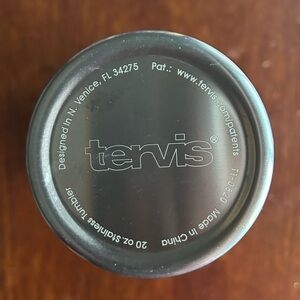 Designed in N. Venice, FL 34275
Pat.: www.tervis.com/patents
tervis®
20 oz. Stainless Tumbler
Made in China